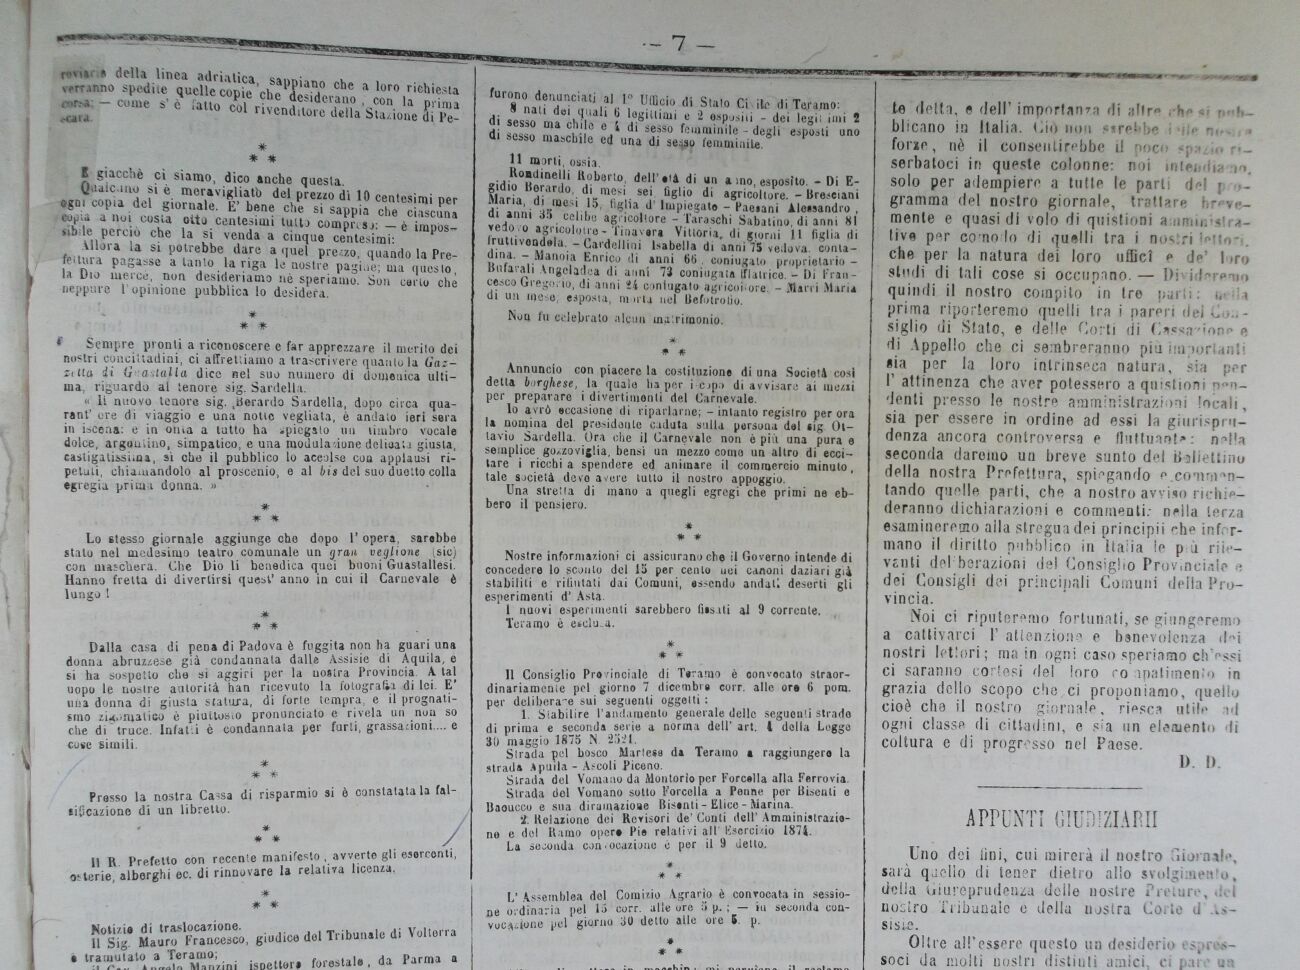 — 7 —
della linea adriatica, sappiano che a loro richiesta
verranno spedite quelle copie che desiderano, con la prima
corsa: — come s' è fatto col rivenditore della Stazione di Pe-
scara.
* * *
E giacchè ci siamo, dico anche questa.
Qualcuno si è meravigliato del prezzo di 10 centesimi per
ogni copia del giornale. E' bene che si sappia che ciascuna
copia a noi costa otto centesimi tutto compreso: — è impos-
sibile perciò che la si venda a cinque centesimi:
Allora la si potrebbe dare a quel prezzo, quando la Pre-
fettura pagasse a tanto la riga le nostre pagine; ma questo,
la Dio mercè, non desideriamo nè speriamo. Son certo che
neppure l'opinione pubblica lo desidera.
* * *
Sempre pronti a riconoscere e far apprezzare il merito dei
nostri concittadini, ci affrettiamo a trascrivere quanto la Gaz-
zetta di Guastalla dice nel suo numero di domenica ulti-
ma, riguardo al tenore sig. Sardella.
« Il nuovo tenore sig. Berardo Sardella, dopo circa qua-
rant' ore di viaggio e una notte vegliata, è andato ieri sera
in iscena: e in onta a tutto ha spiegato un timbro vocale
dolce, argentino, simpatico, e una modulazione delicata giusta,
castigatissima, sì che il pubblico lo accolse con applausi ri-
petuti, chiamandolo al proscenio, e al bis del suo duetto colla
egregia prima donna. »
* * *
Lo stesso giornale aggiunge che dopo l' opera, sarebbe
stato nel medesimo teatro comunale un gran veglione (sic)
con maschera. Che Dio li benedica quei buoni Guastallesi.
Hanno fretta di divertirsi quest' anno in cui il Carnevale è
lungo !
* * *
Dalla casa di pena di Padova è fuggita non ha guari una
donna abruzzese già condannata dalle Assisie di Aquila, e
si ha sospetto che si aggiri per la nostra Provincia. A tal
uopo le nostre autorità han ricevuto la fotografia di lei. E'
una donna di giusta statura, di forte tempra, e il prognati-
smo zigomatico è piuttosto pronunciato e rivela un non so
che di truce. Infatti è condannata per furti, grassazioni.... e
cose simili.
* * *
Presso la nostra Cassa di risparmio si è constatata la fal-
sificazione di un libretto.
* * *
Il R. Prefetto con recente manifesto, avverte gli esercenti,
osterie, alberghi ec. di rinnovare la relativa licenza.
* * *
Notizie di traslocazione.
Il Sig. Mauro Francesco, giudice del Tribunale di Volterra
è tramutato a Teramo;
il Cav. Angelo Manzini ispettore forestale, da Parma a
furono denunciati al 1° Ufficio di Stato Civile di Teramo:
8 nati dei quali 6 legittimi e 2 esposiii - dei legittimi 2
di sesso maschile e 4 di sesso femminile - degli esposti uno
di sesso maschile ed una di sesso femminile.
11 morti, ossia.
Rondinelli Roberto, dell'età di un anno, esposito. - Di E-
gidio Berardo, di mesi sei figlio di agricoltore. - Bresciani
Maria, di mesi 15, figlia d' Impiegato - Paesani Alessandro,
di anni 35 celibe agricoltore - Taraschi Sabatino, di anni 81
vedovo agricolotre - Tinavera Vittoria, di giorni 11 figlia di
fruttivendola. - Cardellini Isabella di anni 75 vedova. conta-
dina. - Manoia Enrico di anni 66, coniugato proprietario -
Bufarali Angeladea di anni 73 coniugata filatrice. - Di Fran-
cesco Gregorio, di anni 24 coniugato agricoltore. - Marri Maria
di un mese, esposta, morta nel Befotrofio.
Non fu celebrato alcun matrimonio.
* * *
Annuncio con piacere la costituzione di una Società così
detta borghese, la quale ha per iscopo di avvisare ai mezzi
per preparare i divertimenti del Carnevale.
Io avrò occasione di riparlarne; - intanto registro per ora
la nomina del presidente caduta sulla persona del sig. Ot-
tavio Sardella. Ora che il Carnevale non è più una pura e
semplice gozzoviglia, bensì un mezzo come un altro di ecci-
tare i ricchi a spendere ed animare il commercio minuto,
tale società deve avere tutto il nostro appoggio.
Una stretta di mano a quegli egregi che primi ne eb-
bero il pensiero.
* * *
Nostre informazioni ci assicurano che il Governo intende di
concedere lo sconto del 15 per cento nei canoni daziari già
stabiliti e rifiutati dai Comuni, essendo andati deserti gli
esperimenti d' Asta.
I nuovi esperimenti sarebbero fissati al 9 corrente.
Teramo è esclusa.
* * *
Il Consiglio Provinciale di Teramo è convocato straor-
dinariamente pel giorno 7 dicembre corr. alle ore 6 pom.
per deliberare sui seguenti oggetti:
1. Stabilire l'andamento generale delle seguenti strade
di prima e seconda serie a norma dell' art. 4 della Legge
30 maggio 1875 N. 2521.
Strada pel bosco Martese da Teramo a raggiungere la
strada Apuila - Ascoli Piceno.
Strada del Vomano da Montorio per Forcella alla Ferrovia.
Strada del Vomano sotto Forcella a Penne per Bisenti e
Baoucco e sua diramazione Bisenti - Elice - Marina.
2. Relazione dei Revisori de' Conti dell' Amministrazio-
ne e del Ramo opere Pie relativi all' Esercizio 1874.
La seconda convocazione è per il 9 detto.
* * *
L' Assemblea del Comizio Agrario è convocata in sessio-
ne ordinaria pel 15 corr. alle ore 5 p.; — in seconda con-
vocazione pel giorno 30 detto alle ore 5. p.
* * *
te detta, e dell' importanza di altre che si pub-
blicano in Italia. Ciò non sarebbe nelle nostre
forze, nè il consentirebbe il poco spazio ri-
serbatoci in queste colonne: noi intendiamo,
solo per adempiere a tutte le parti del pro-
gramma del nostro giornale, trattare breve-
mente e quasi di volo di quistioni amministra-
tive per comodo di quelli tra i nostri lettori,
che per la natura dei loro ufficî e de' loro
studî di tali cose si occupano. — Divideremo
quindi il nostro compito in tre parti: nella
prima riporteremo quelli tra i pareri del Con-
siglio di Stato, e delle Corti di Cassazione e
di Appello che ci sembreranno più importanti
sia per la loro intrinseca natura, sia per
l' attinenza che aver potessero a quistioni pen-
denti presso le nostre amministrazioni locali,
sia per essere in ordine ad essi la giurispru-
denza ancora controversa e fluttuante: nella
seconda daremo un breve sunto del Bollettino
della nostra Prefettura, spiegando e commen-
tando quelle parti, che a nostro avviso richie-
deranno dichiarazioni e commenti: nella terza
esamineremo alla stregua dei principii che infor-
mano il diritto pubblico in Italia le più rile-
vanti deliberazioni del Consiglio Provinciale e
dei Consigli dei principali Comuni della Pro-
vincia.
Noi ci riputeremo fortunati, se giungeremo
a cattivarci l' attenzione e benevolenza dei
nostri lettori; ma in ogni caso speriamo ch'essi
ci saranno cortesi del loro compatimento in
grazia dello scopo che ci proponiamo, quello
cioè che il nostro giornale, riesca utile ad
ogni classe di cittadini, e sia un elemento di
coltura e di progresso nel Paese.
D. D.
APPUNTI GIUDIZIARII
Uno dei fini, cui mirerà il nostro Giornale,
sarà quello di tener dietro allo svolgimento,
della Giureprudenza delle nostre Preture, del
nostro Tribunale e della nostra Corte d'As-
sisie.
Oltre all'essere questo un desiderio espres-
soci da molti nostri distinti amici, ci pare un